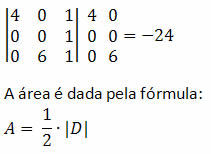 |4 0 1| 4 0
|0 0 1| 0 0 = −24
|0 6 1| 0 6
A área é dada pela fórmula:
A = 1/2 · |D|